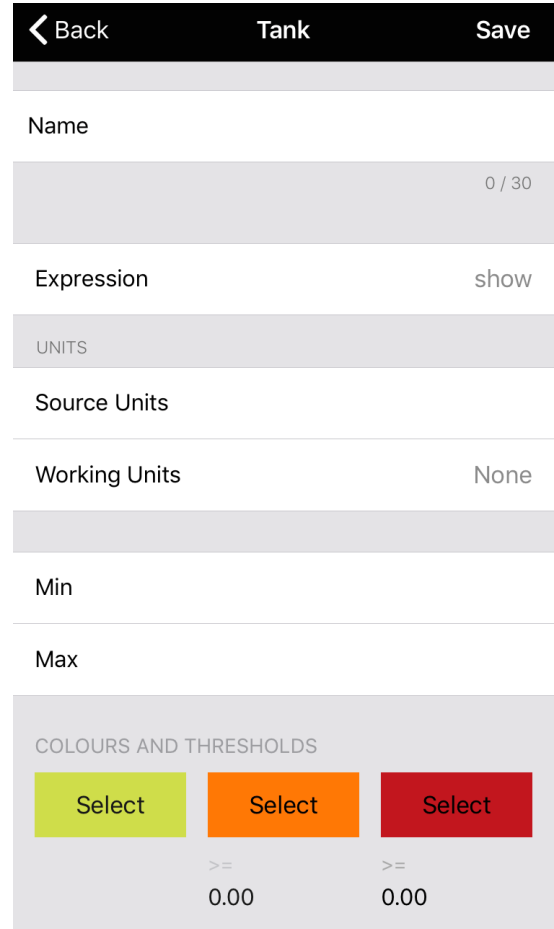 Back Tank Save
Name
0 / 30
Expression show
UNITS
Source Units
Working Units None
Min
Max
COLOURS AND THRESHOLDS
Select Select Select
>= >=
0.00 0.00